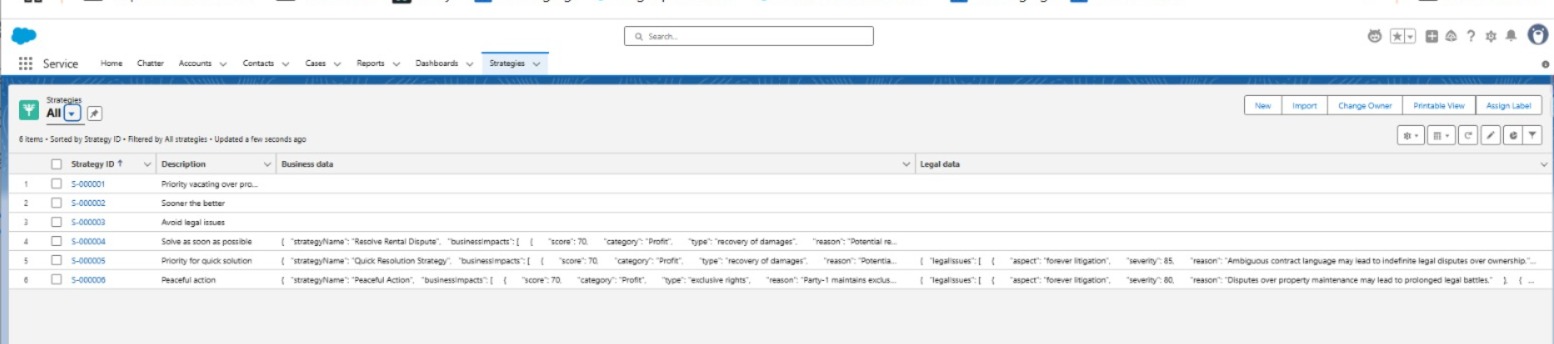 Search...
Service Home Chatter Accounts Contacts Cases Reports Dashboards Strategies
Strategies
All
New Import Change Owner Printable View Assign Label
6 items • Sorted by Strategy ID • Filtered by All strategies • Updated a few seconds ago
Strategy ID ↑ Description Business data Legal data
1 S-000001 Priority vacating over pro...
2 S-000002 Sooner the better
3 S-000003 Avoid legal issues
4 S-000004 Solve as soon as possible { "strategyName": "Resolve Rental Dispute", "businessImpacts": [ { "score": 70, "category": "Profit", "type": "recovery of damages", "reason": "Potential re...
5 S-000005 Priority for quick solution { "strategyName": "Quick Resolution Strategy", "businessImpacts": [ { "score": 70, "category": "Profit", "type": "recovery of damages", "reason": "Potentia... { "legalIssues": [ { "aspect": "forever litigation", "severity": 85, "reason": "Ambiguous contract language may lead to indefinite legal disputes over ownership."...
6 S-000006 Peaceful action { "strategyName": "Peaceful Action", "businessImpacts": [ { "score": 70, "category": "Profit", "type": "exclusive rights", "reason": "Party-1 maintains exclus... { "legalIssues": [ { "aspect": "forever litigation", "severity": 80, "reason": "Disputes over property maintenance may lead to prolonged legal battles." }, { ...